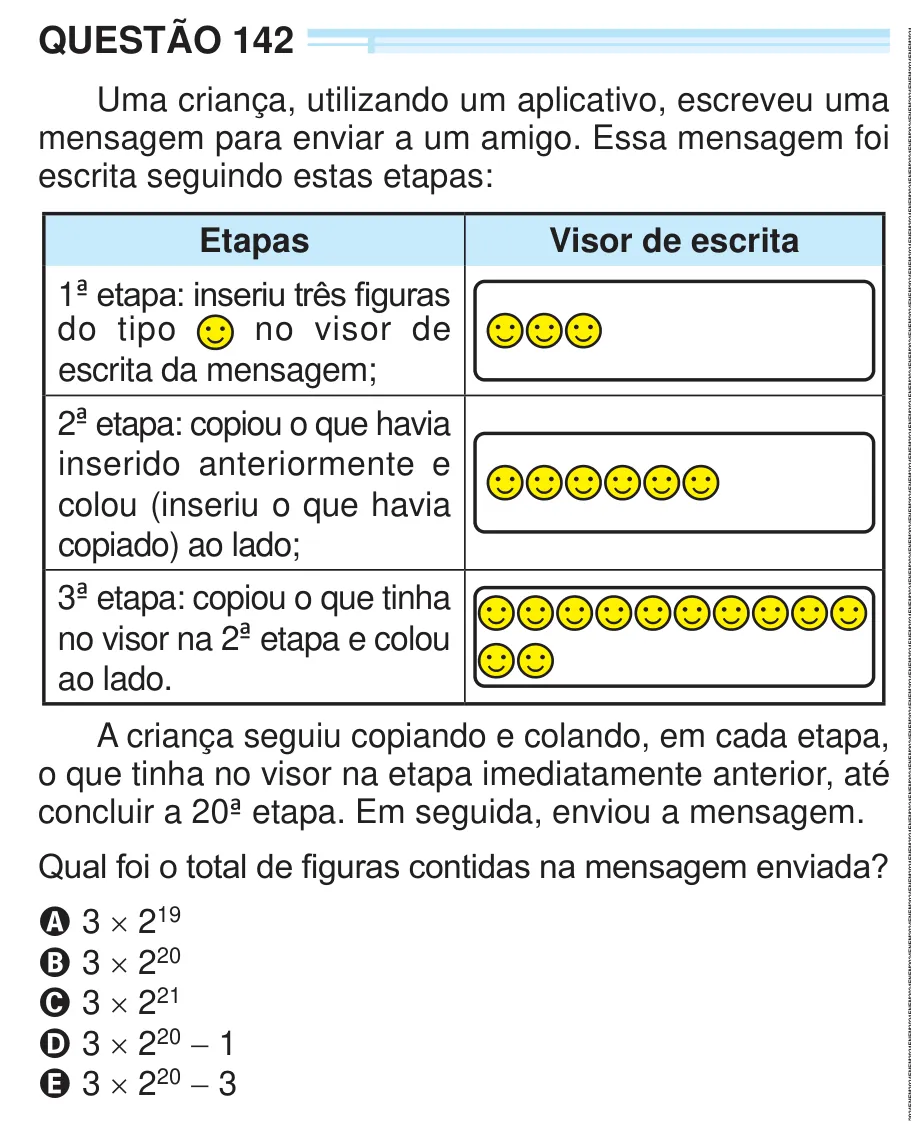 QUESTÃO 142
Uma criança, utilizando um aplicativo, escreveu uma
mensagem para enviar a um amigo. Essa mensagem foi
escrita seguindo estas etapas:
Etapas
Visor de escrita
1ª etapa: inseriu três figuras
do tipo no visor de
escrita da mensagem;
2ª etapa: copiou o que havia
inserido anteriormente e
colou (inseriu o que havia
copiado) ao lado;
3ª etapa: copiou o que tinha
no visor na 2ª etapa e colou
ao lado.
A criança seguiu copiando e colando, em cada etapa,
o que tinha no visor na etapa imediatamente anterior, até
concluir a 20ª etapa. Em seguida, enviou a mensagem.
Qual foi o total de figuras contidas na mensagem enviada?
A 3 × 2¹⁹
B 3 × 2²⁰
C 3 × 2²¹
D 3 × 2²⁰ – 1
E 3 × 2²⁰ – 3